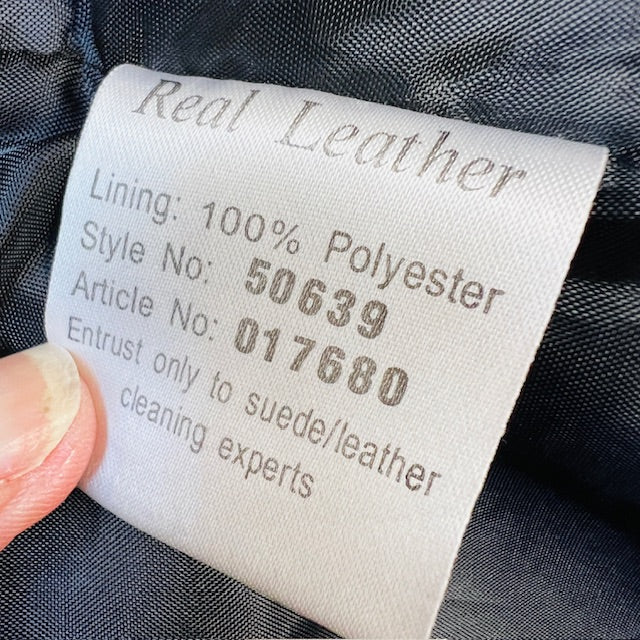 Real Leather
Lining: 100% Polyester
Style No: 50639
Article No: 017680
Entrust only to suede/leather
cleaning experts